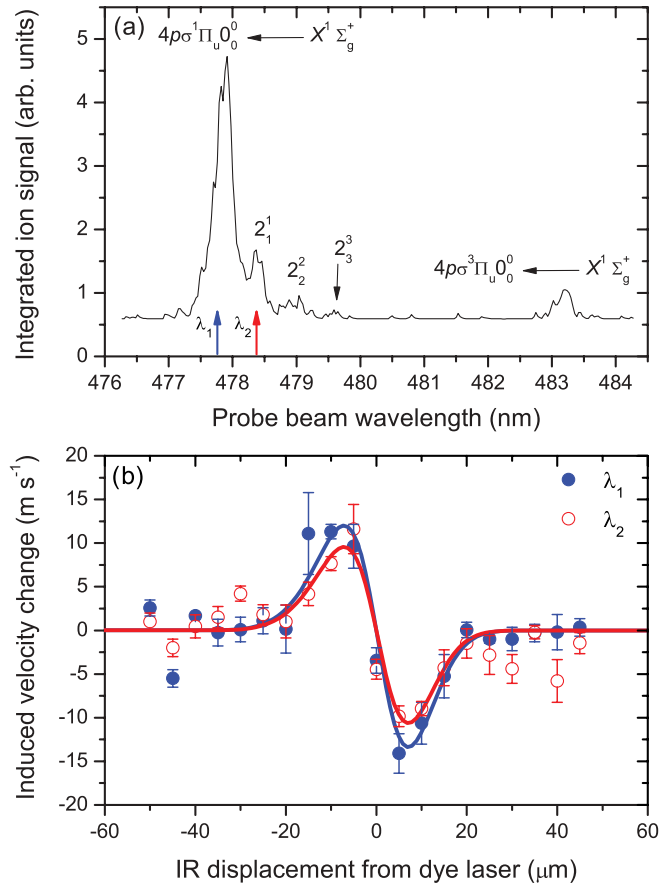 (a)
4pσ¹Πᵤ0⁰₀ ← X¹Σ⁺g
5
4
3
2
1
0
Integrated ion signal (arb. units)
2¹₁
2²₂
2³₃
4pσ³Πᵤ0⁰₀ ← X¹Σ⁺g
λ₁
λ₂
476 477 478 479 480 481 482 483 484
Probe beam wavelength (nm)
(b)
λ₁
λ₂
20
15
10
5
0
-5
-10
-15
-20
Induced velocity change (m s⁻¹)
-60 -40 -20 0 20 40 60
IR displacement from dye laser (μm)